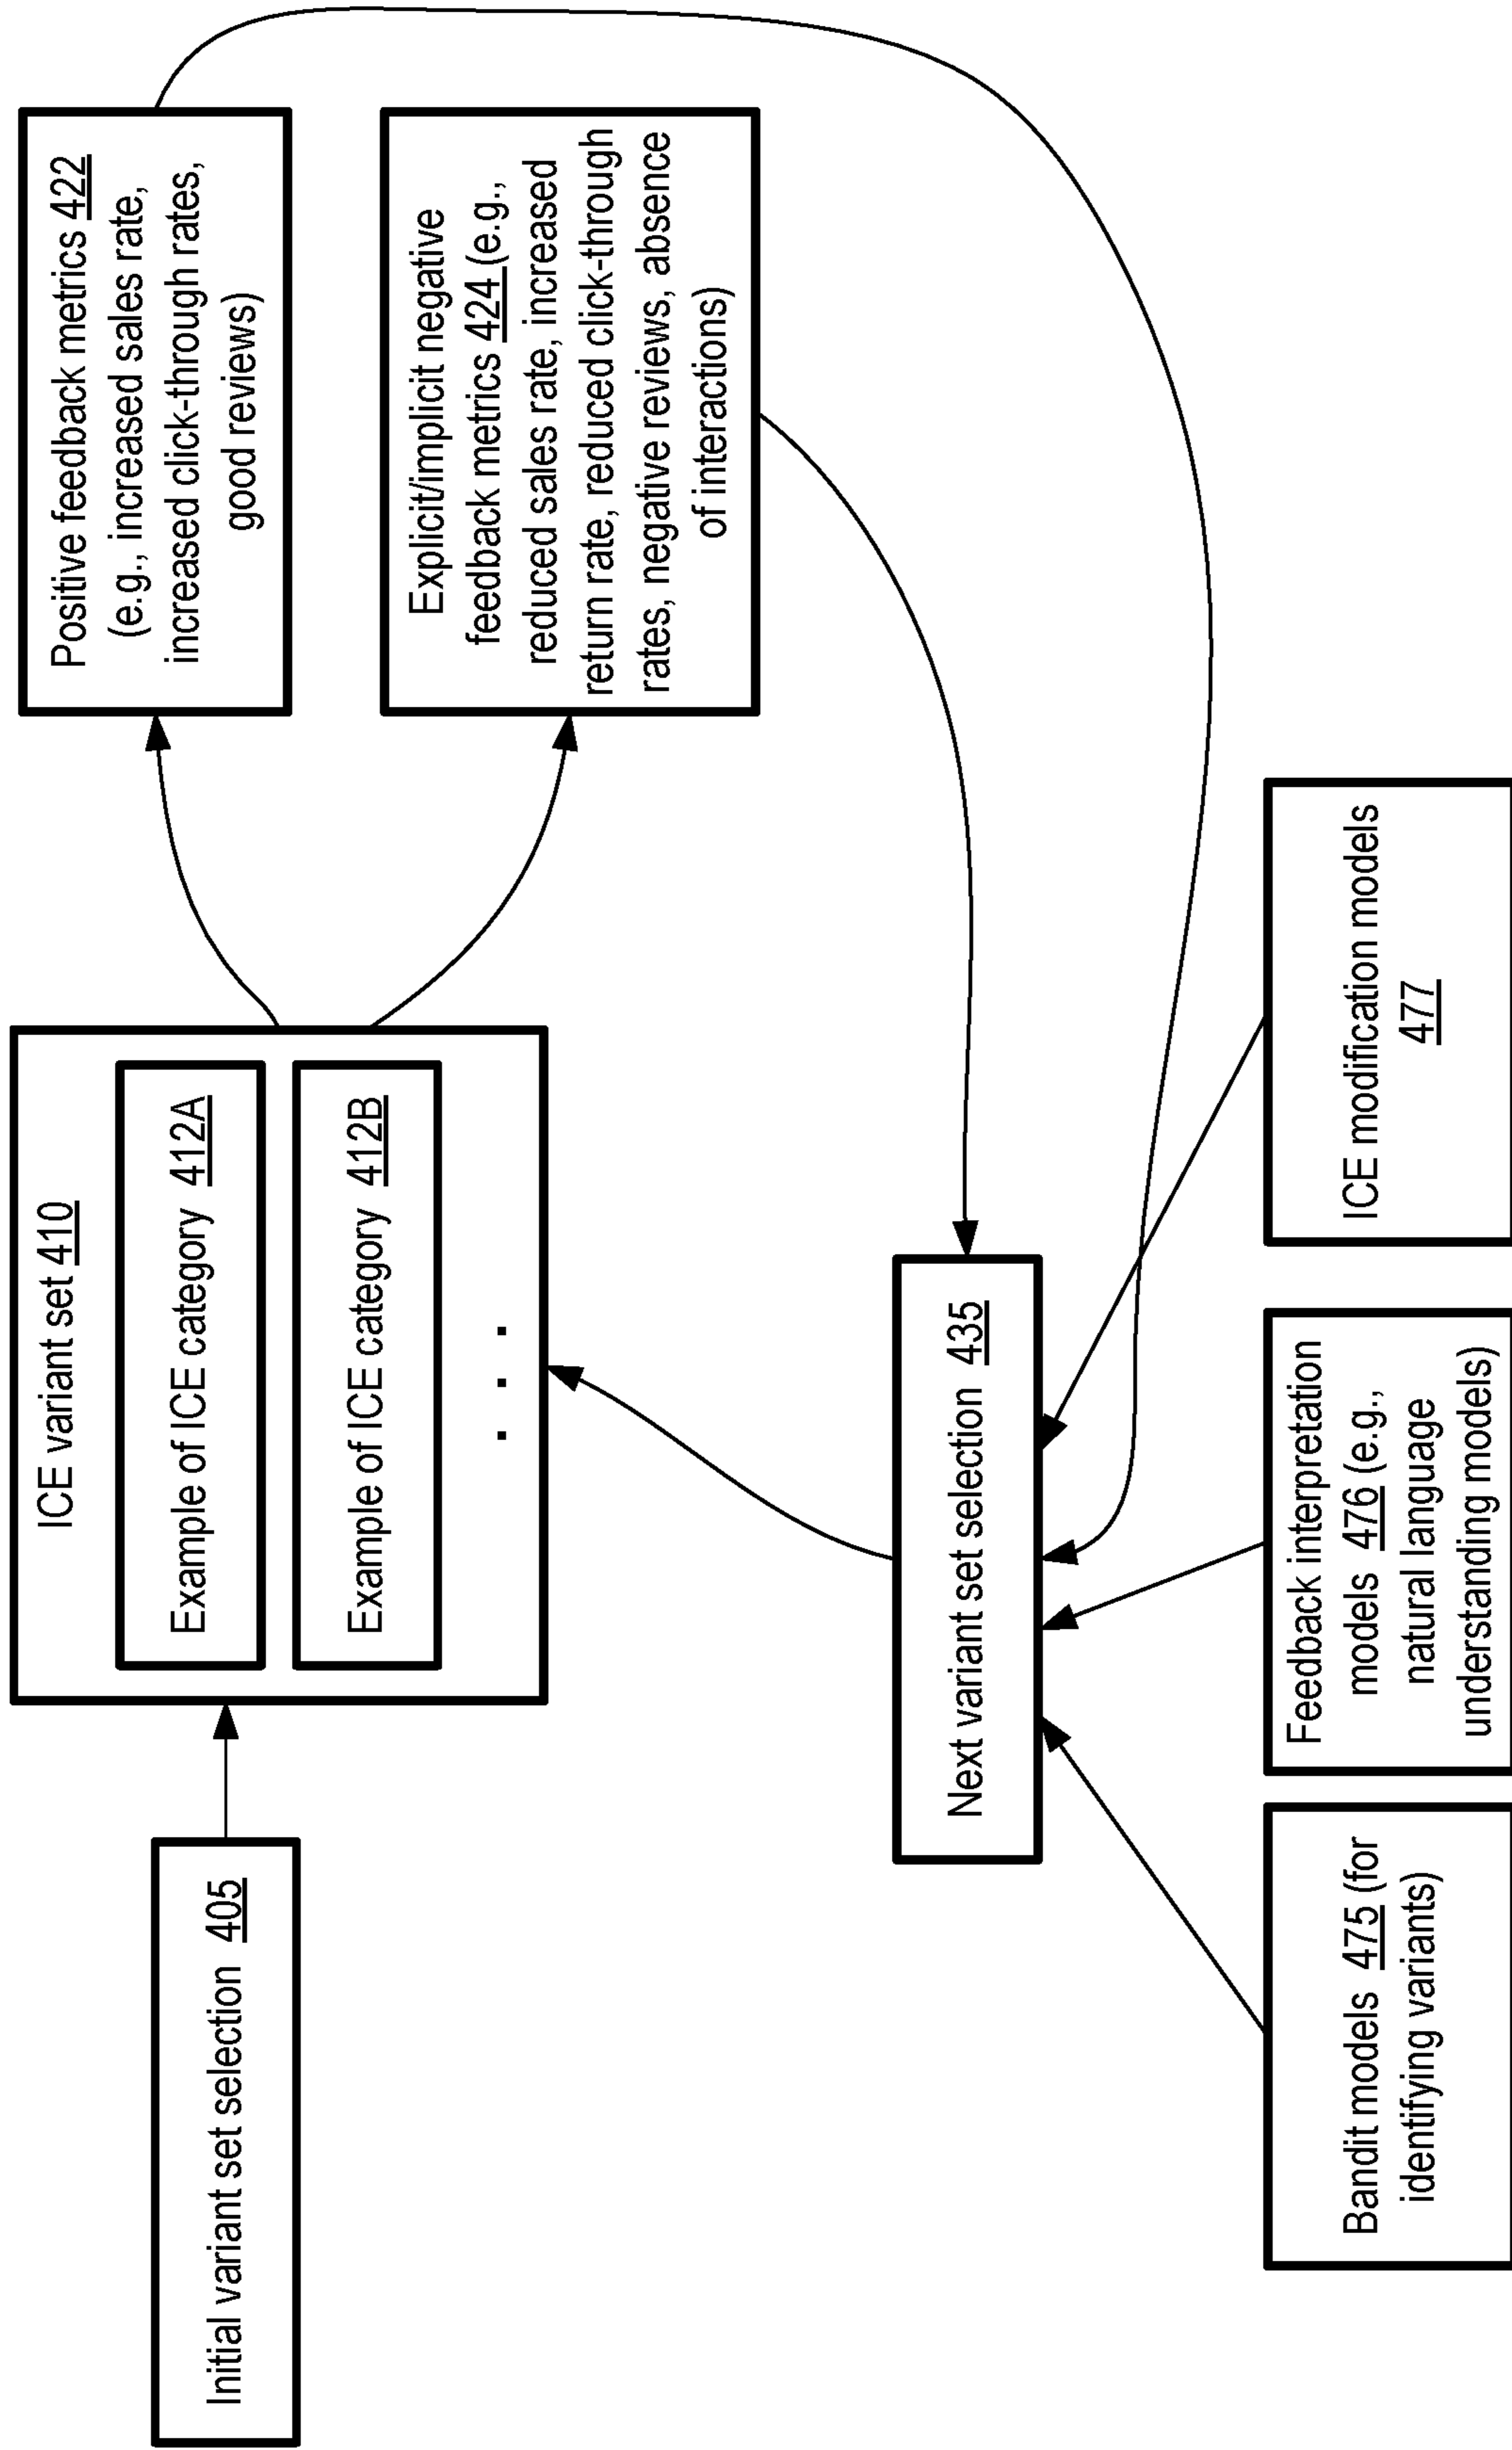 Initial variant set selection 405
ICE variant set 410
Example of ICE category 412A
Example of ICE category 412B
. . .
Positive feedback metrics 422
(e.g., increased sales rate,
increased click-through rates,
good reviews)
Explicit/implicit negative
feedback metrics 424 (e.g.,
reduced sales rate, increased
return rate, reduced click-through
rates, negative reviews, absence
of interactions)
Next variant set selection 435
Bandit models 475 (for
identifying variants)
Feedback interpretation
models 476 (e.g.,
natural language
understanding models)
ICE modification models
477